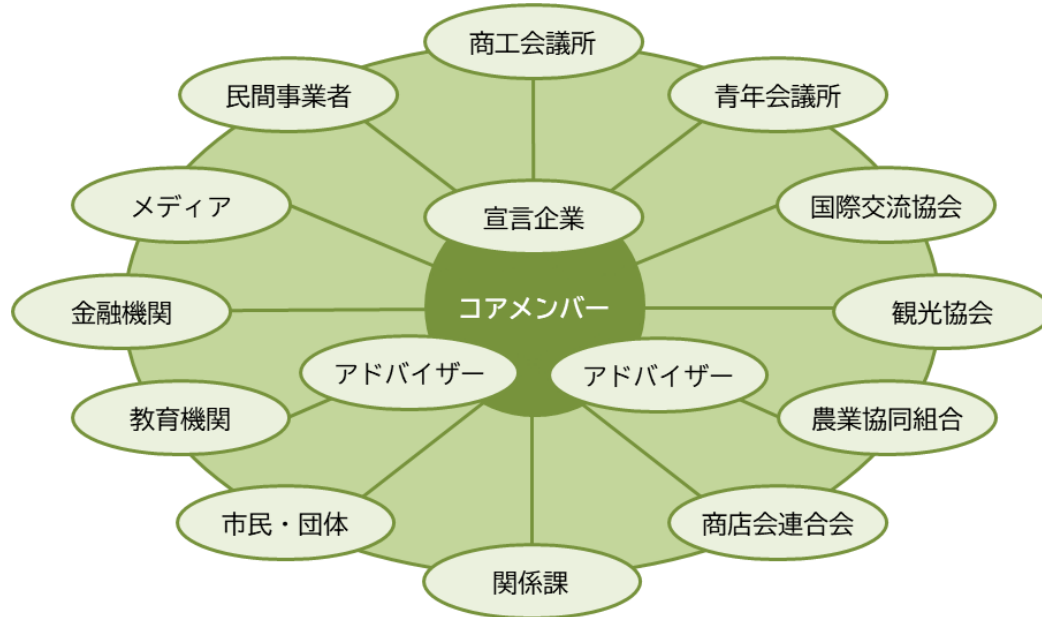 商工会議所
民間事業者
青年会議所
メディア
宣言企業
国際交流協会
金融機関
コアメンバー
観光協会
アドバイザー
アドバイザー
教育機関
農業協同組合
市民・団体
商店会連合会
関係課